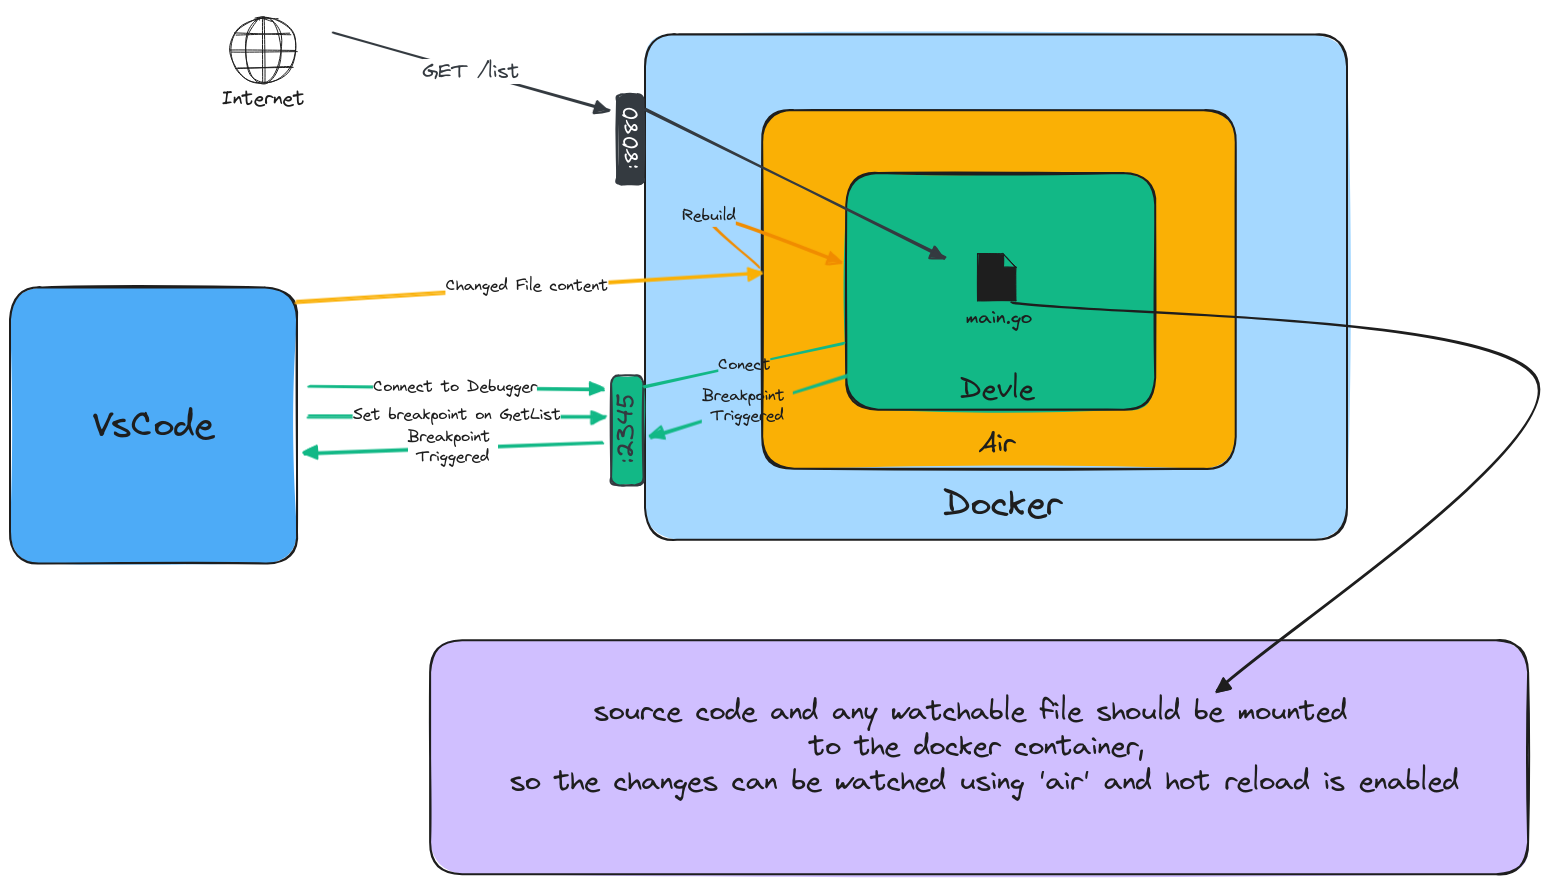 Internet
GET /list
:8080
Rebuild
Changed File content
main.go
Conect
Connect to Debugger
Devle
VsCode
Set breakpoint on GetList
:2345
Breakpoint
Triggered
Breakpoint
Triggered
Air
Docker
source code and any watchable file should be mounted
to the docker container,
so the changes can be watched using 'air' and hot reload is enabled